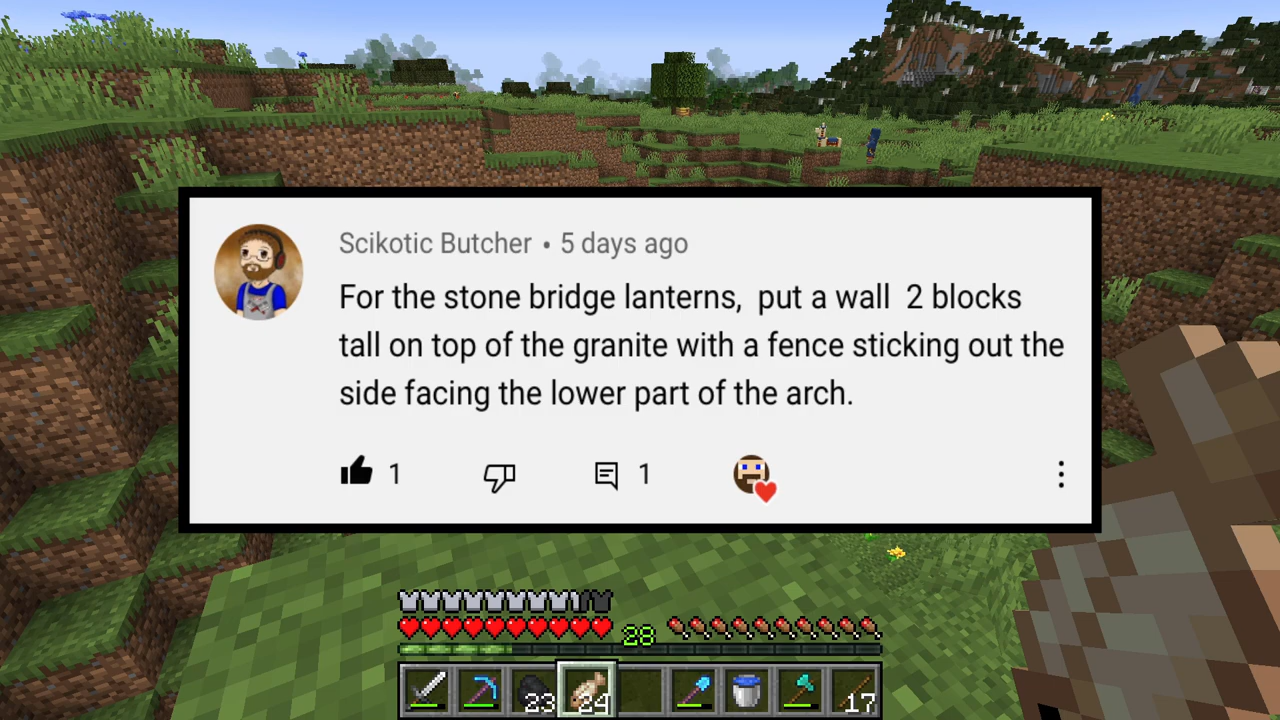 Scikotic Butcher • 5 days ago
For the stone bridge lanterns,  put a wall  2 blocks
tall on top of the granite with a fence sticking out the
side facing the lower part of the arch.
1
1
28
23
24
17